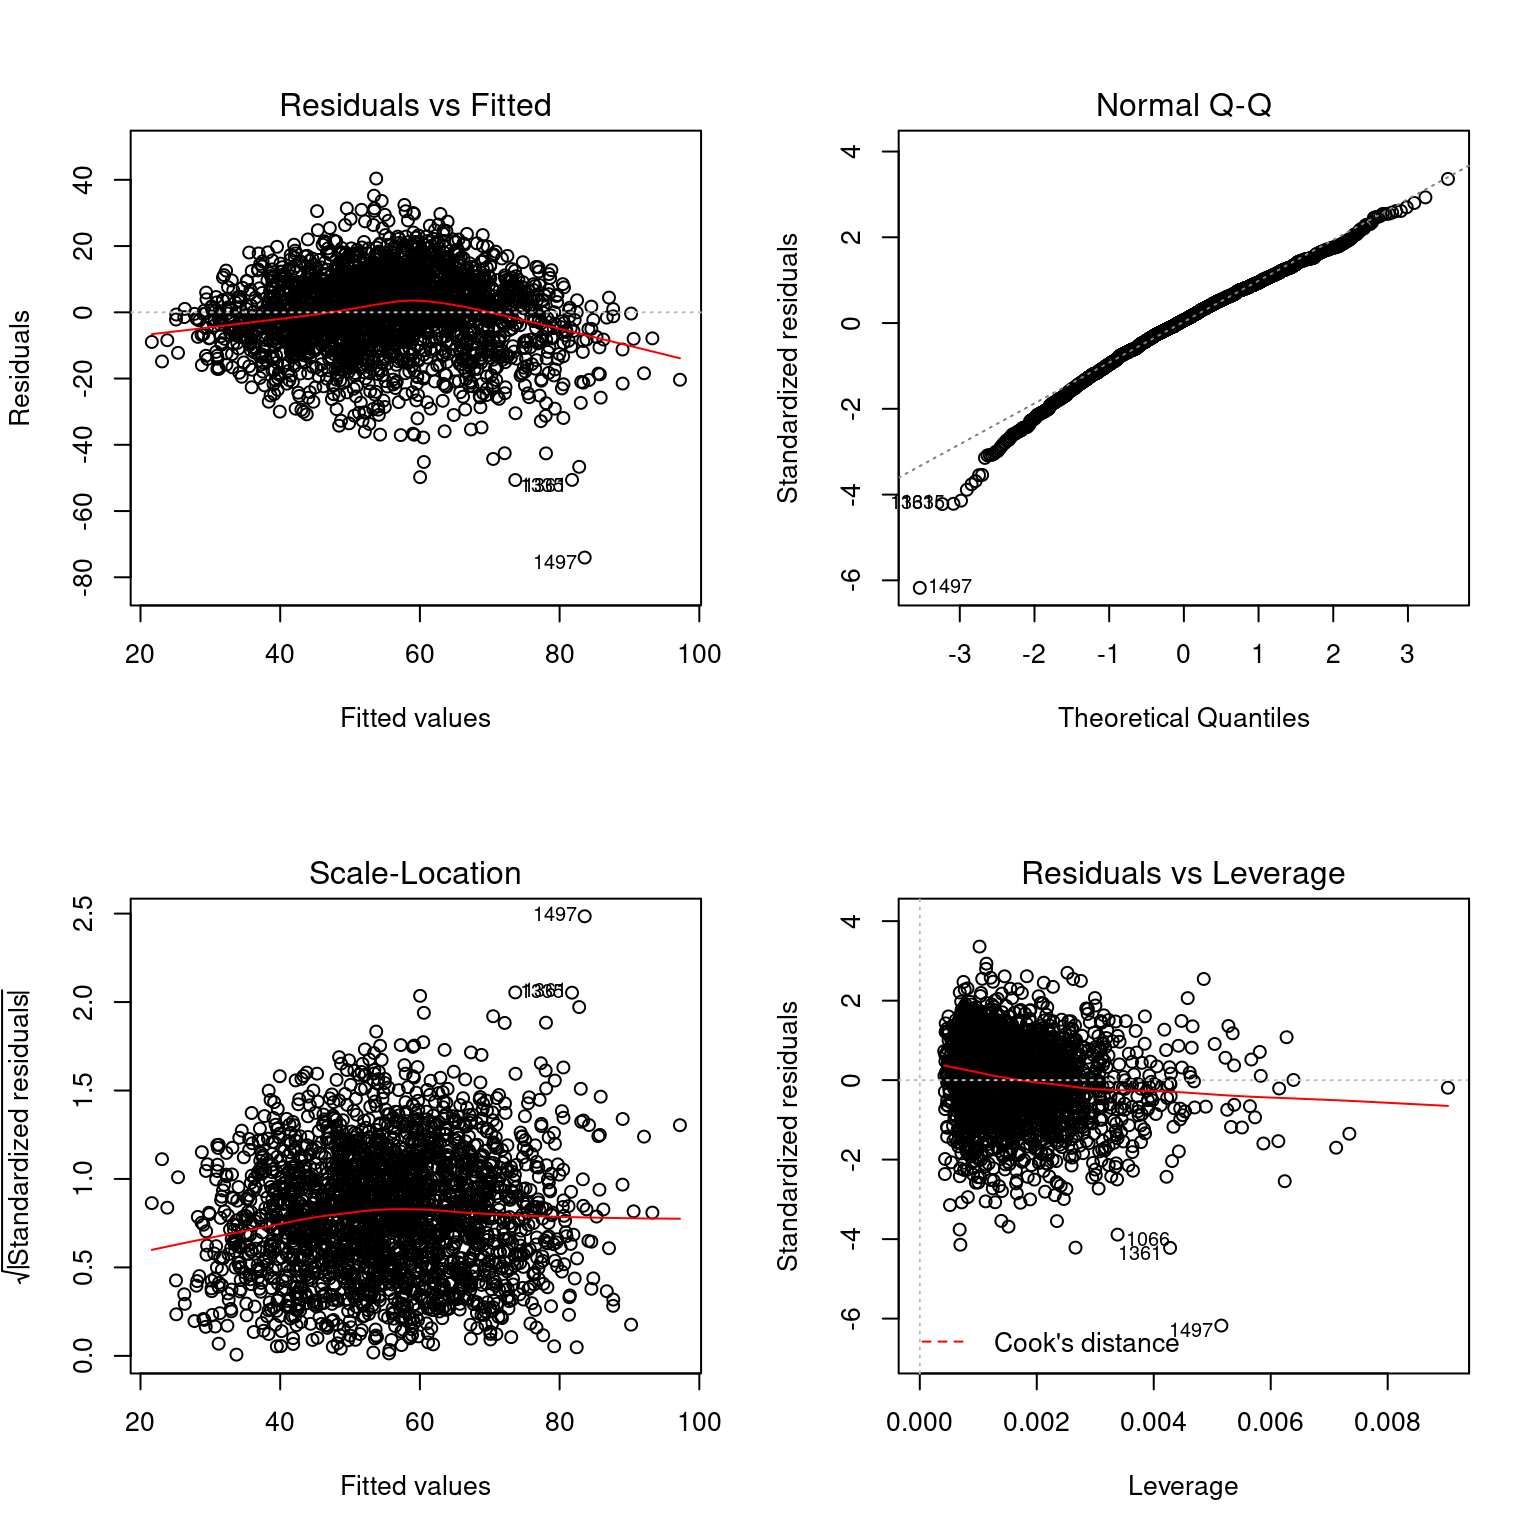 Residuals vs Fitted
Residuals
40
20
0
-20
-40
-60
-80
1497
20 40 60 80 100
Fitted values
Normal Q-Q
Standardized residuals
4
2
0
-2
-4
-6
1497
-3 -2 -1 0 1 2 3
Theoretical Quantiles
Scale-Location
√|Standardized residuals|
2.5
2.0
1.5
1.0
0.5
0.0
1497
20 40 60 80 100
Fitted values
Residuals vs Leverage
Standardized residuals
4
2
0
-2
-4
-6
1066
1361
1497
Cook's distance
0.000 0.002 0.004 0.006 0.008
Leverage